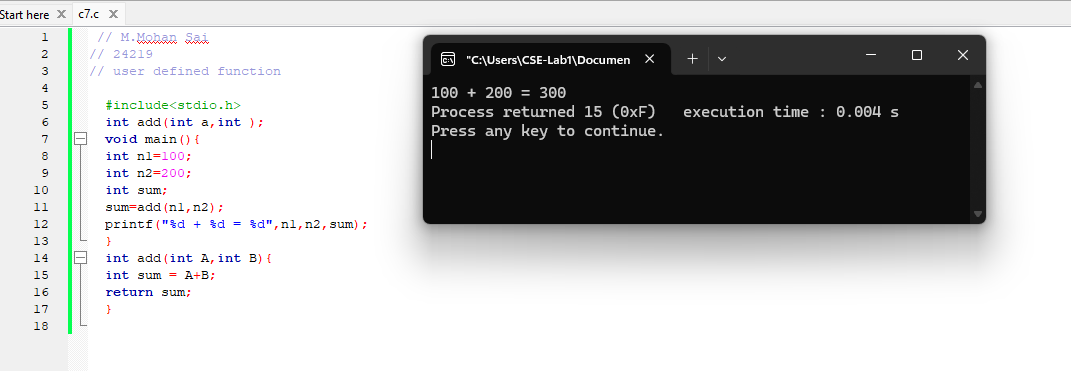 Start here X c7.c X
1 // M.Mohan Sai
2 // 24219
3 // user defined function
4
5 #include<stdio.h>
6 int add(int a,int );
7 void main(){
8 int n1=100;
9 int n2=200;
10 int sum;
11 sum=add(n1,n2);
12 printf("%d + %d = %d",n1,n2,sum);
13 }
14 int add(int A,int B){
15 int sum = A+B;
16 return sum;
17 }
18
"C:\Users\CSE-Lab1\Documen
100 + 200 = 300
Process returned 15 (0xF)   execution time : 0.004 s
Press any key to continue.